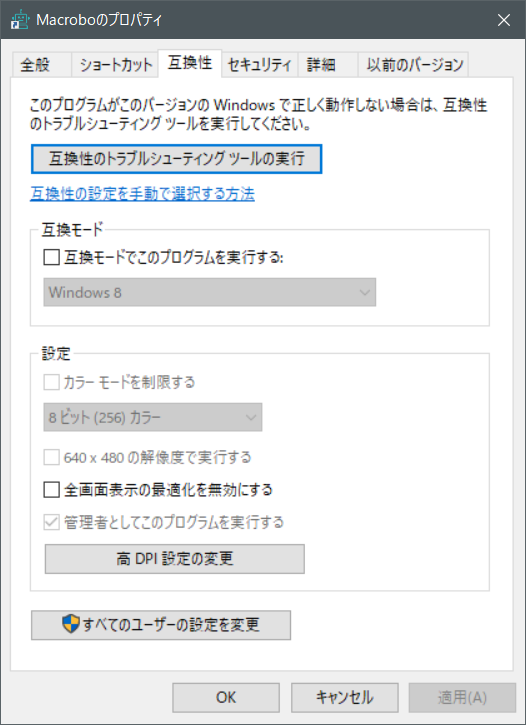 Macroboのプロパティ
全般 ショートカット 互換性 セキュリティ 詳細 以前のバージョン
このプログラムがこのバージョンの Windows で正しく動作しない場合は、互換性
のトラブルシューティング ツールを実行してください。
互換性のトラブルシューティング ツールの実行
互換性の設定を手動で選択する方法
互換モード
互換モードでこのプログラムを実行する:
Windows 8
設定
カラー モードを制限する
8 ビット (256) カラー
640 x 480 の解像度で実行する
全画面表示の最適化を無効にする
管理者としてこのプログラムを実行する
高 DPI 設定の変更
すべてのユーザーの設定を変更
OK キャンセル 適用(A)